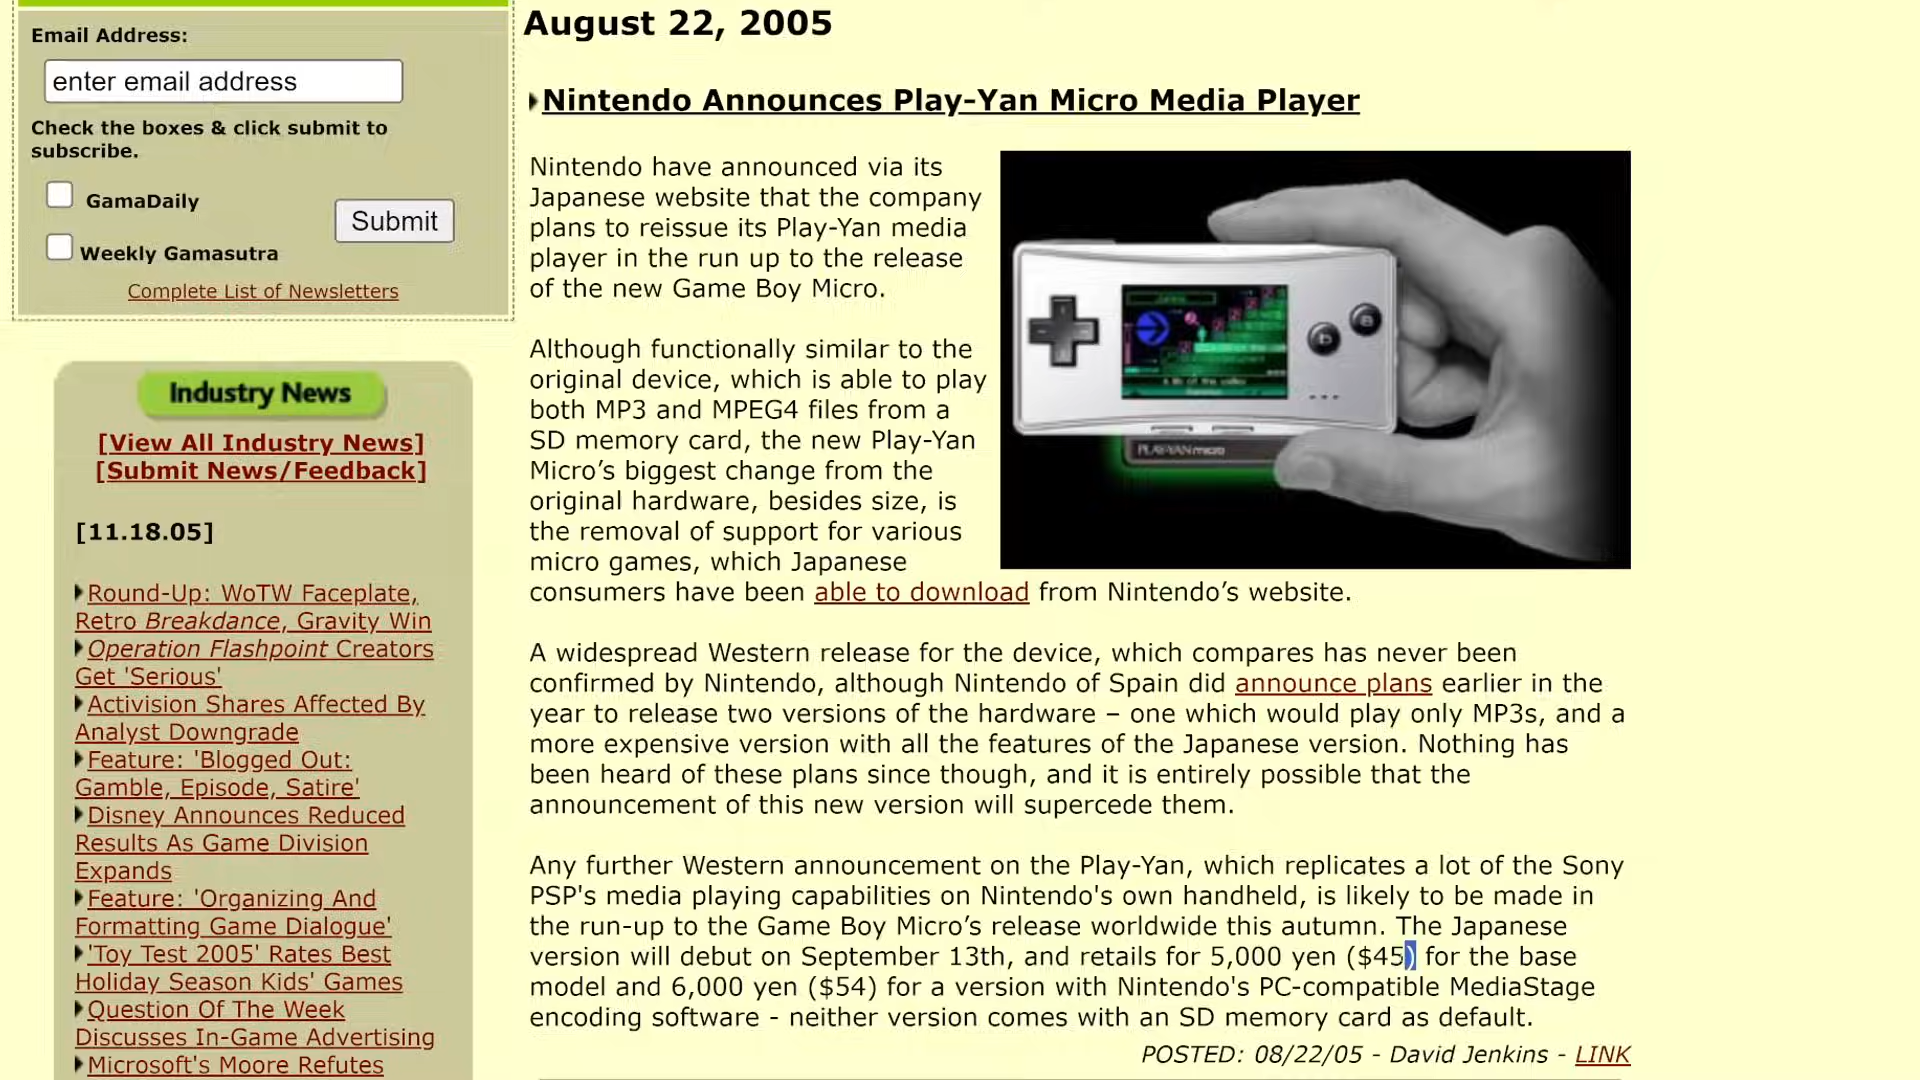 Email Address:
enter email address
Check the boxes & click submit to
subscribe.
GamaDaily
Submit
Weekly Gamasutra
Complete List of Newsletters
Industry News
[View All Industry News]
[Submit News/Feedback]
[11.18.05]
Round-Up: WoTW Faceplate,
Retro Breakdance, Gravity Win
Operation Flashpoint Creators
Get 'Serious'
Activision Shares Affected By
Analyst Downgrade
Feature: 'Blogged Out:
Gamble, Episode, Satire'
Disney Announces Reduced
Results As Game Division
Expands
Feature: 'Organizing And
Formatting Game Dialogue'
'Toy Test 2005' Rates Best
Holiday Season Kids' Games
Question Of The Week
Discusses In-Game Advertising
Microsoft's Moore Refutes
August 22, 2005
Nintendo Announces Play-Yan Micro Media Player
Nintendo have announced via its
Japanese website that the company
plans to reissue its Play-Yan media
player in the run up to the release
of the new Game Boy Micro.
Although functionally similar to the
original device, which is able to play
both MP3 and MPEG4 files from a
SD memory card, the new Play-Yan
Micro’s biggest change from the
original hardware, besides size, is
the removal of support for various
micro games, which Japanese
consumers have been able to download from Nintendo’s website.
PLAY-YAN micro
b
a
A widespread Western release for the device, which compares has never been
confirmed by Nintendo, although Nintendo of Spain did announce plans earlier in the
year to release two versions of the hardware – one which would play only MP3s, and a
more expensive version with all the features of the Japanese version. Nothing has
been heard of these plans since though, and it is entirely possible that the
announcement of this new version will supercede them.
Any further Western announcement on the Play-Yan, which replicates a lot of the Sony
PSP's media playing capabilities on Nintendo's own handheld, is likely to be made in
the run-up to the Game Boy Micro’s release worldwide this autumn. The Japanese
version will debut on September 13th, and retails for 5,000 yen ($45) for the base
model and 6,000 yen ($54) for a version with Nintendo's PC-compatible MediaStage
encoding software - neither version comes with an SD memory card as default.
POSTED: 08/22/05 - David Jenkins - LINK